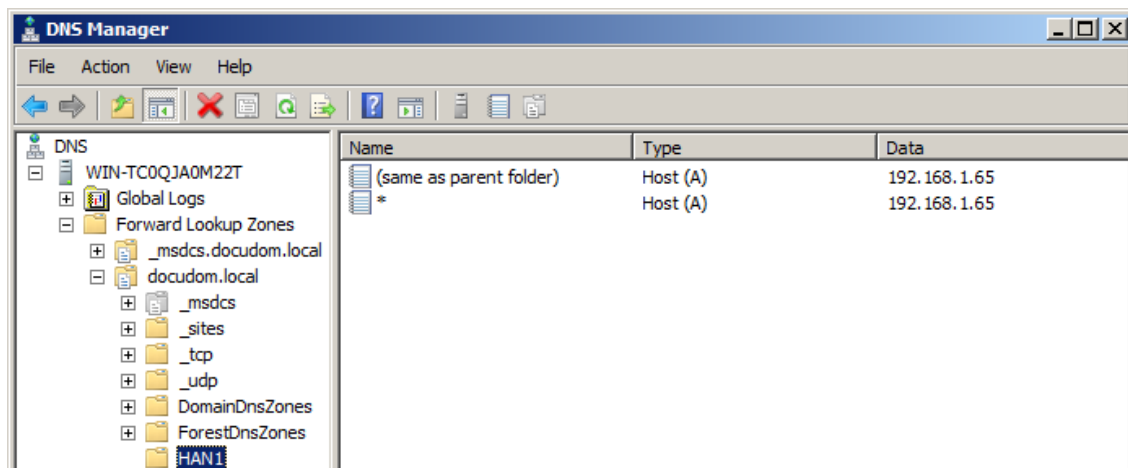 DNS Manager
File Action View Help
DNS
WIN-TC0QJA0M22T
Global Logs
Forward Lookup Zones
_msdcs.docudom.local
docudom.local
_msdcs
_sites
_tcp
_udp
DomainDnsZones
ForestDnsZones
HAN1
Name Type Data
(same as parent folder) Host (A) 192.168.1.65
* Host (A) 192.168.1.65